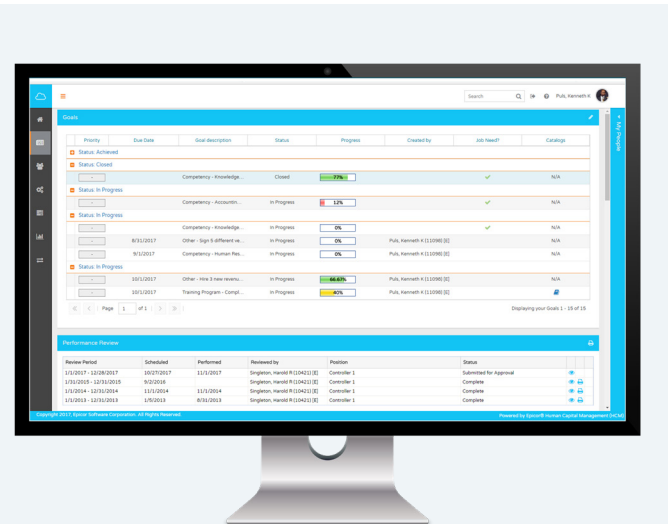 Search
Puls, Kenneth K
My People
Goals
Priority Due Date Goal description Status Progress Created by Job Need? Catalogs
Status: Achieved
Status: Closed
- Competency - Knowledge... Closed 77% N/A
Status: In Progress
- Competency - Accountin... In Progress 12% N/A
Status: In Progress
- Competency - Knowledge... In Progress 0% N/A
- 8/31/2017 Other - Sign 5 different ve... In Progress 0% Puls, Kenneth K [11098] [E] N/A
- 9/1/2017 Competency - Human Res... In Progress 0% Puls, Kenneth K [11098] [E] N/A
Status: In Progress
- 10/1/2017 Other - Hire 3 new revenu... In Progress 66.67% Puls, Kenneth K [11098] [E] N/A
- 10/1/2017 Training Program - Compl... In Progress 40% Puls, Kenneth K [11098] [E]
Page 1 of 1 Displaying your Goals 1 - 15 of 15
Performance Review
Review Period Scheduled Performed Reviewed by Position Status
1/1/2017 - 12/28/2017 10/27/2017 11/1/2017 Singleton, Harold R [10421] [E] Controller 1 Submitted for Approval
1/31/2015 - 12/31/2015 9/2/2016 Singleton, Harold R [10421] [E] Controller 1 Complete
1/1/2014 - 12/31/2014 11/1/2014 11/1/2014 Singleton, Harold R [10421] [E] Controller 1 Complete
1/1/2013 - 12/31/2013 1/5/2013 8/31/2013 Singleton, Harold R [10421] [E] Controller 1 Complete
Copyright 2017, Epicor Software Corporation. All Rights Reserved. Powered by Epicor® Human Capital Management [HCM]